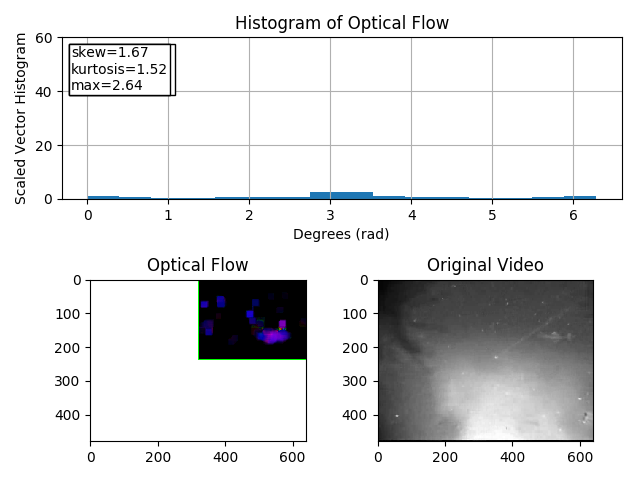 Histogram of Optical Flow
Scaled Vector Histogram
60
40
20
0
skew=1.67
kurtosis=1.52
max=2.64
0 1 2 3 4 5 6
Degrees (rad)
Optical Flow
0
100
200
300
400
0 200 400 600
Original Video
0
100
200
300
400
0 200 400 600